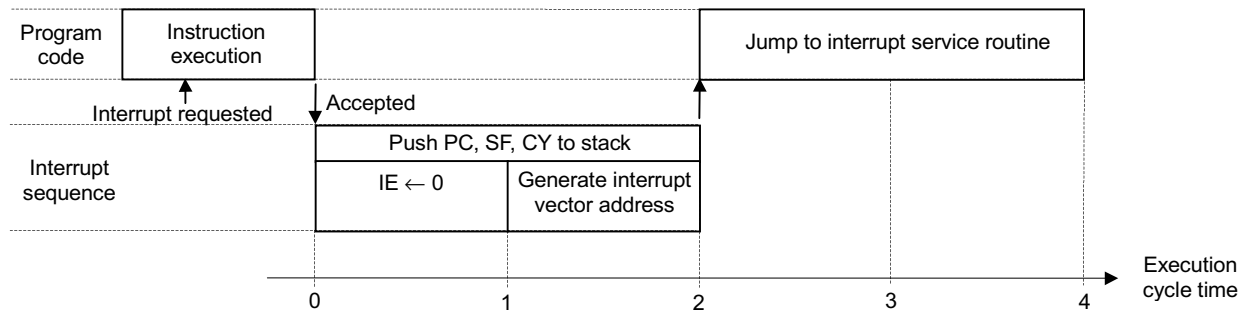 Program
code
Instruction
execution
Jump to interrupt service routine
Interrupt requested
Accepted
Interrupt
sequence
Push PC, SF, CY to stack
IE ← 0
Generate interrupt
vector address
Execution
cycle time
0 1 2 3 4